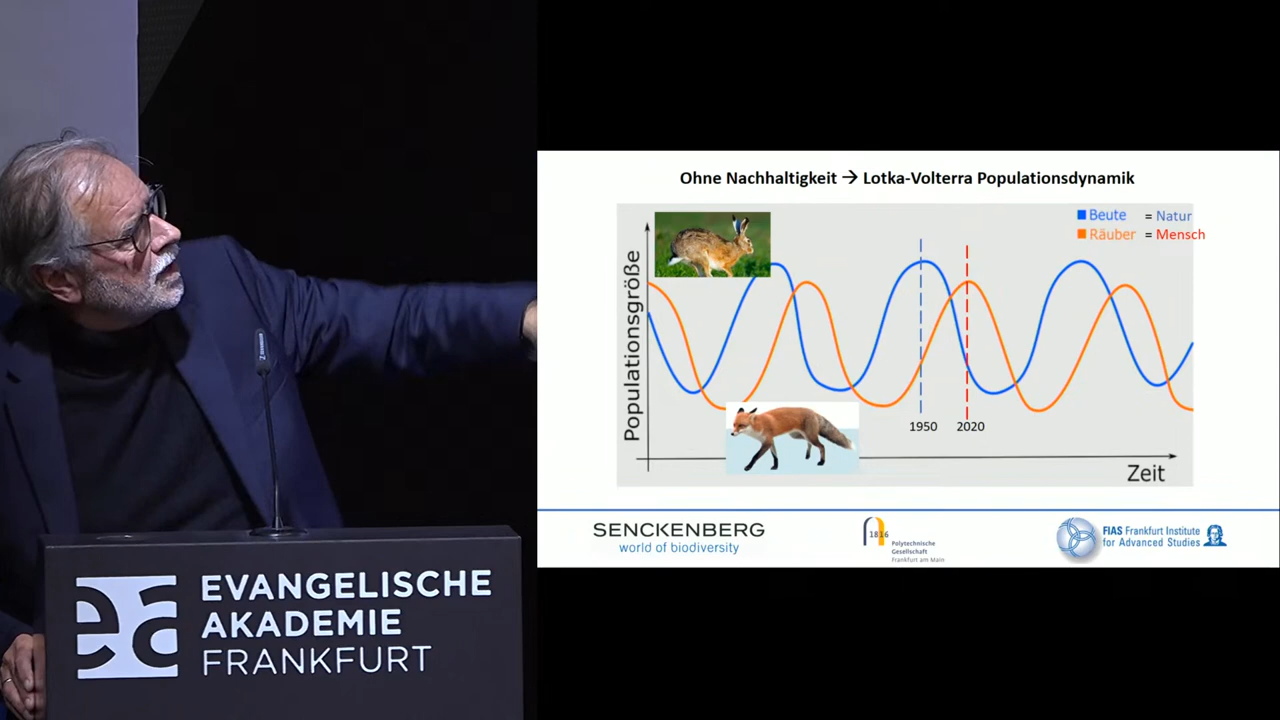 Ohne Nachhaltigkeit → Lotka-Volterra Populationsdynamik
Beute = Natur
Räuber = Mensch
Populationsgröße
1950 2020
Zeit
SENCKENBERG
world of biodiversity
1816
Polytechnische
Gesellschaft
Frankfurt am Main
FIAS Frankfurt Institute
for Advanced Studies
ea EVANGELISCHE
AKADEMIE
FRANKFURT